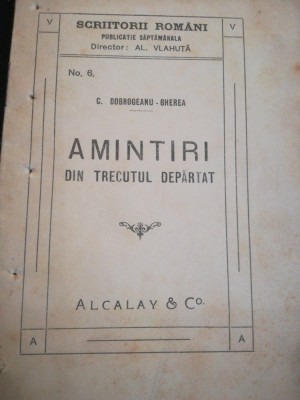 V V
SCRIITORII ROMÂNI
PUBLICAȚIE SĂPTĂMÂNALĂ
Director: AL. VLAHUȚĂ
No. 6,
C. DOBROGEANU-GHEREA
AMINTIRI
DIN TRECUTUL DEPĂRTAT
ALCALAY & Co.
A A